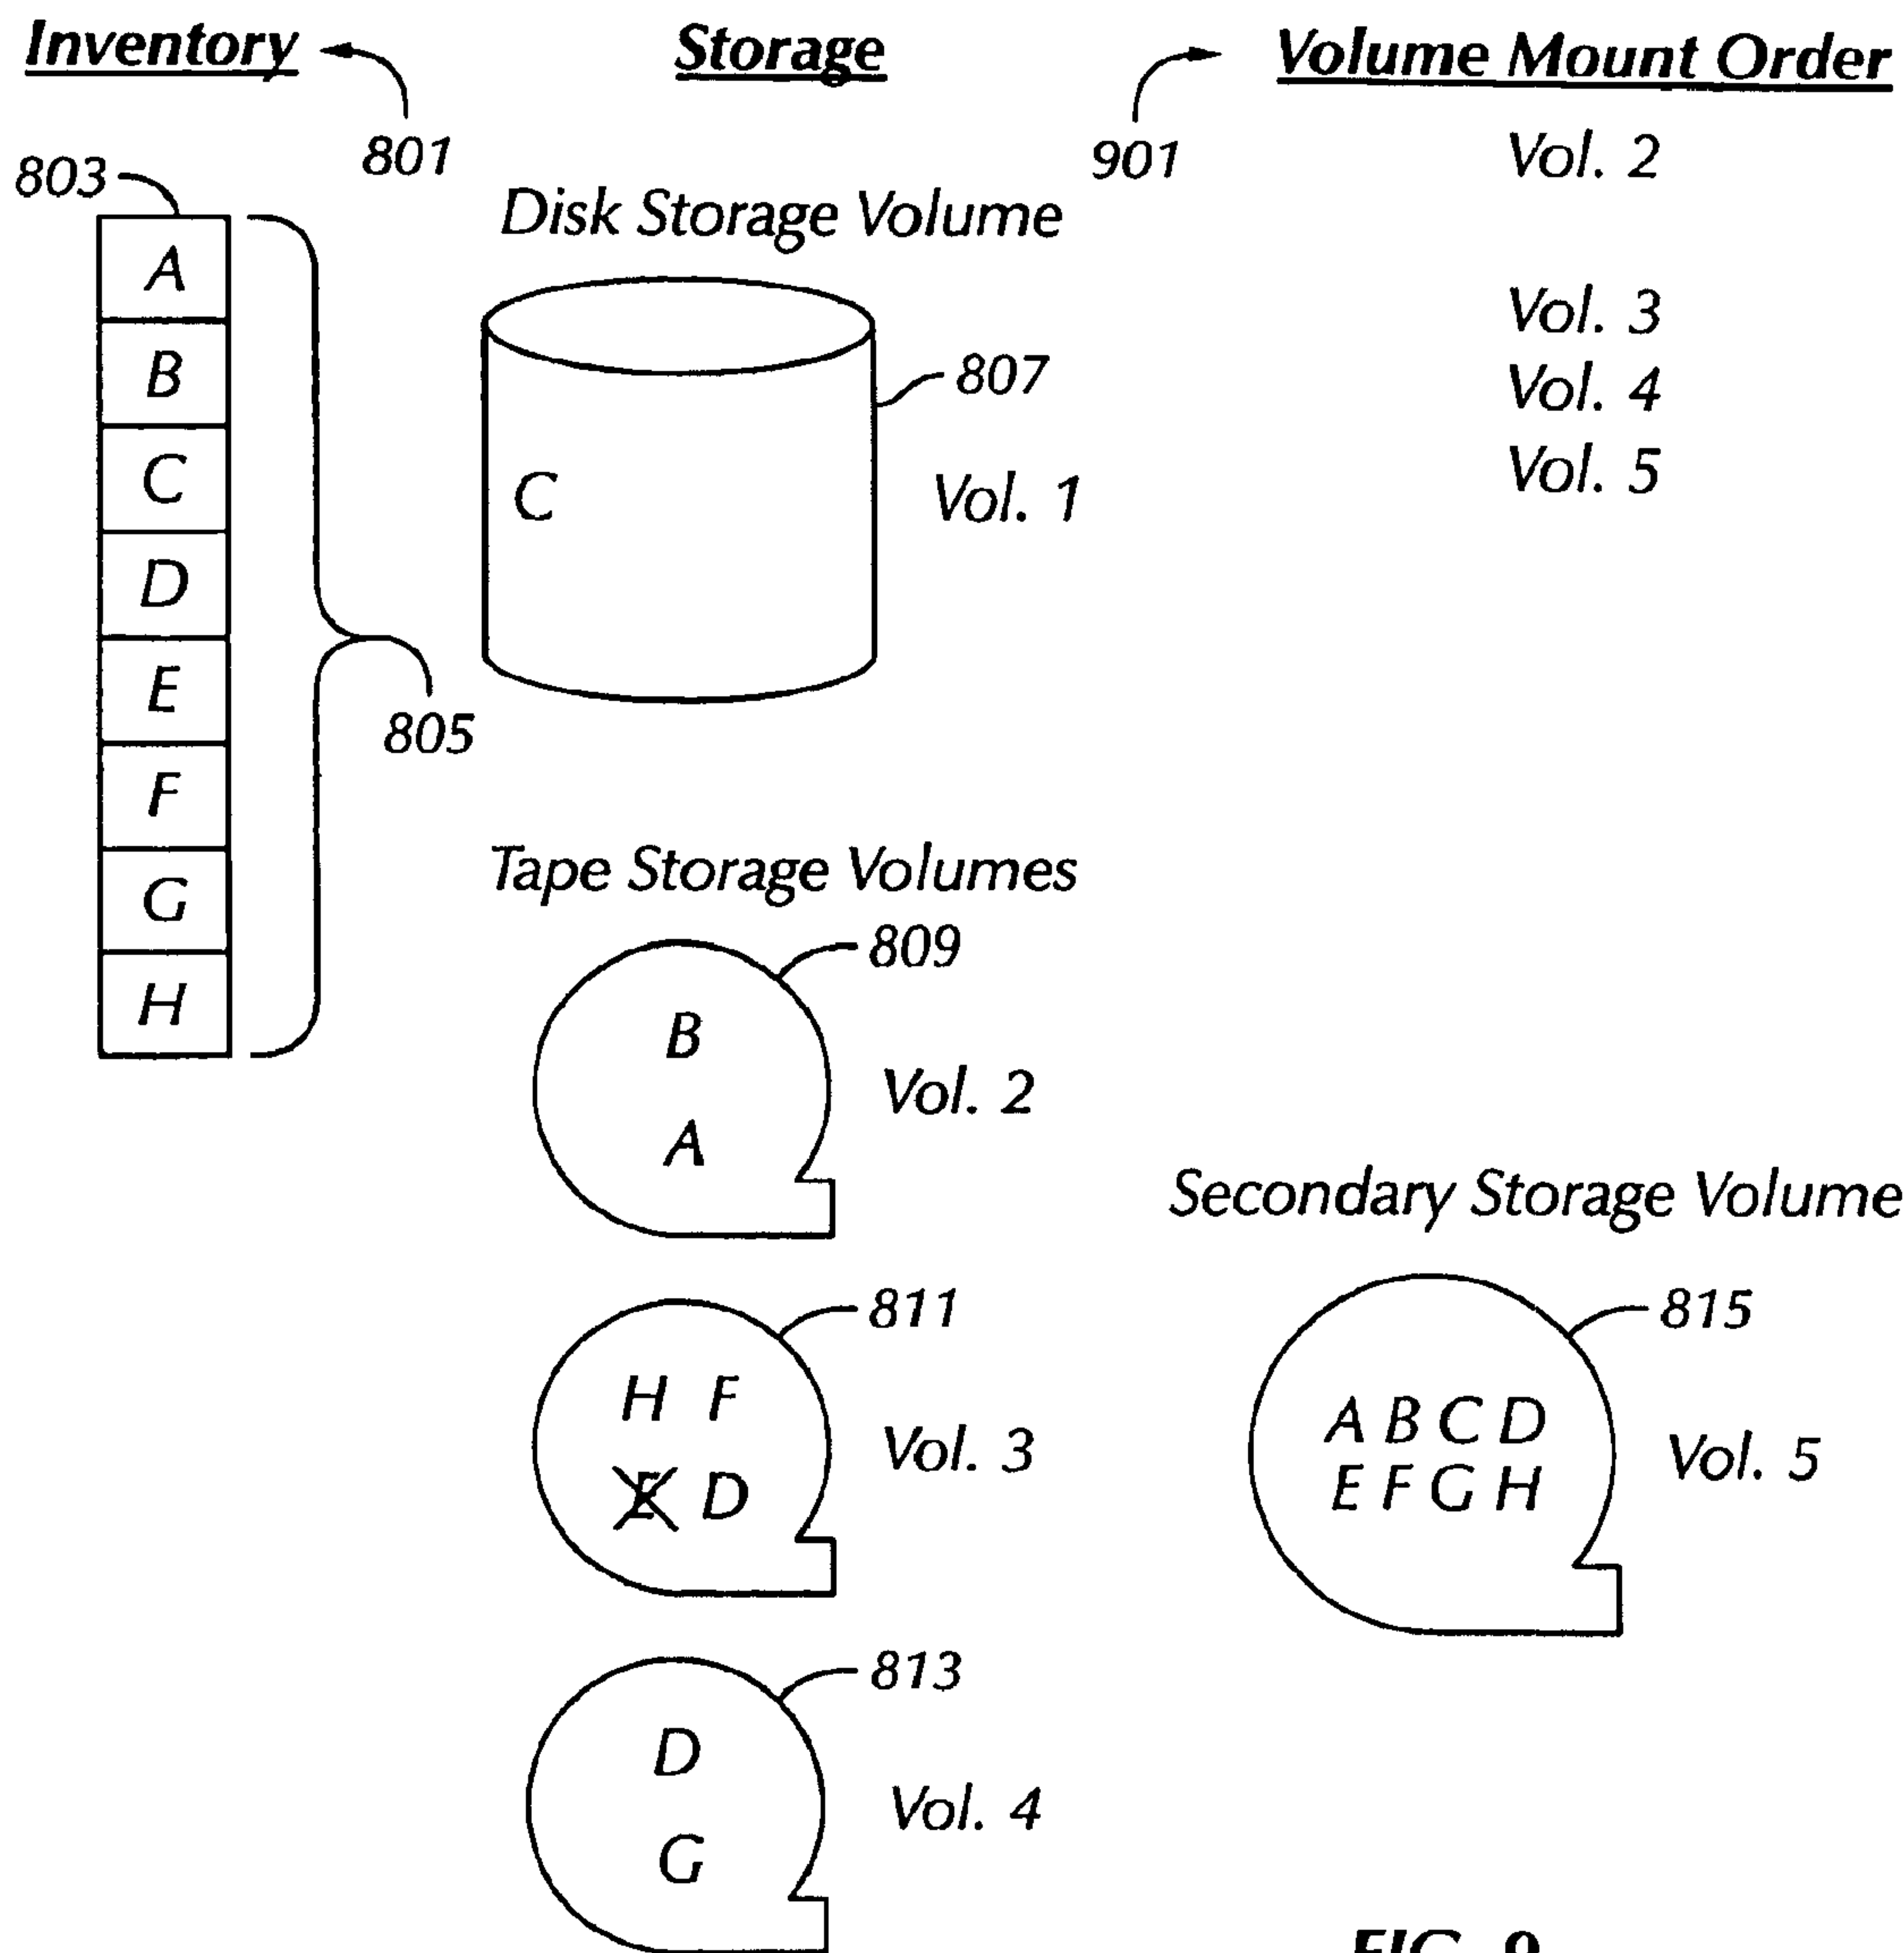 Inventory
801
803
A
B
C
D
E
F
G
H
805
Storage
Disk Storage Volume
807
C
Vol. 1
Tape Storage Volumes
809
B
A
Vol. 2
811
H F
E D
Vol. 3
813
D
G
Vol. 4
901
Volume Mount Order
Vol. 2
Vol. 3
Vol. 4
Vol. 5
Secondary Storage Volume
815
A B C D
E F G H
Vol. 5
FIG. 9